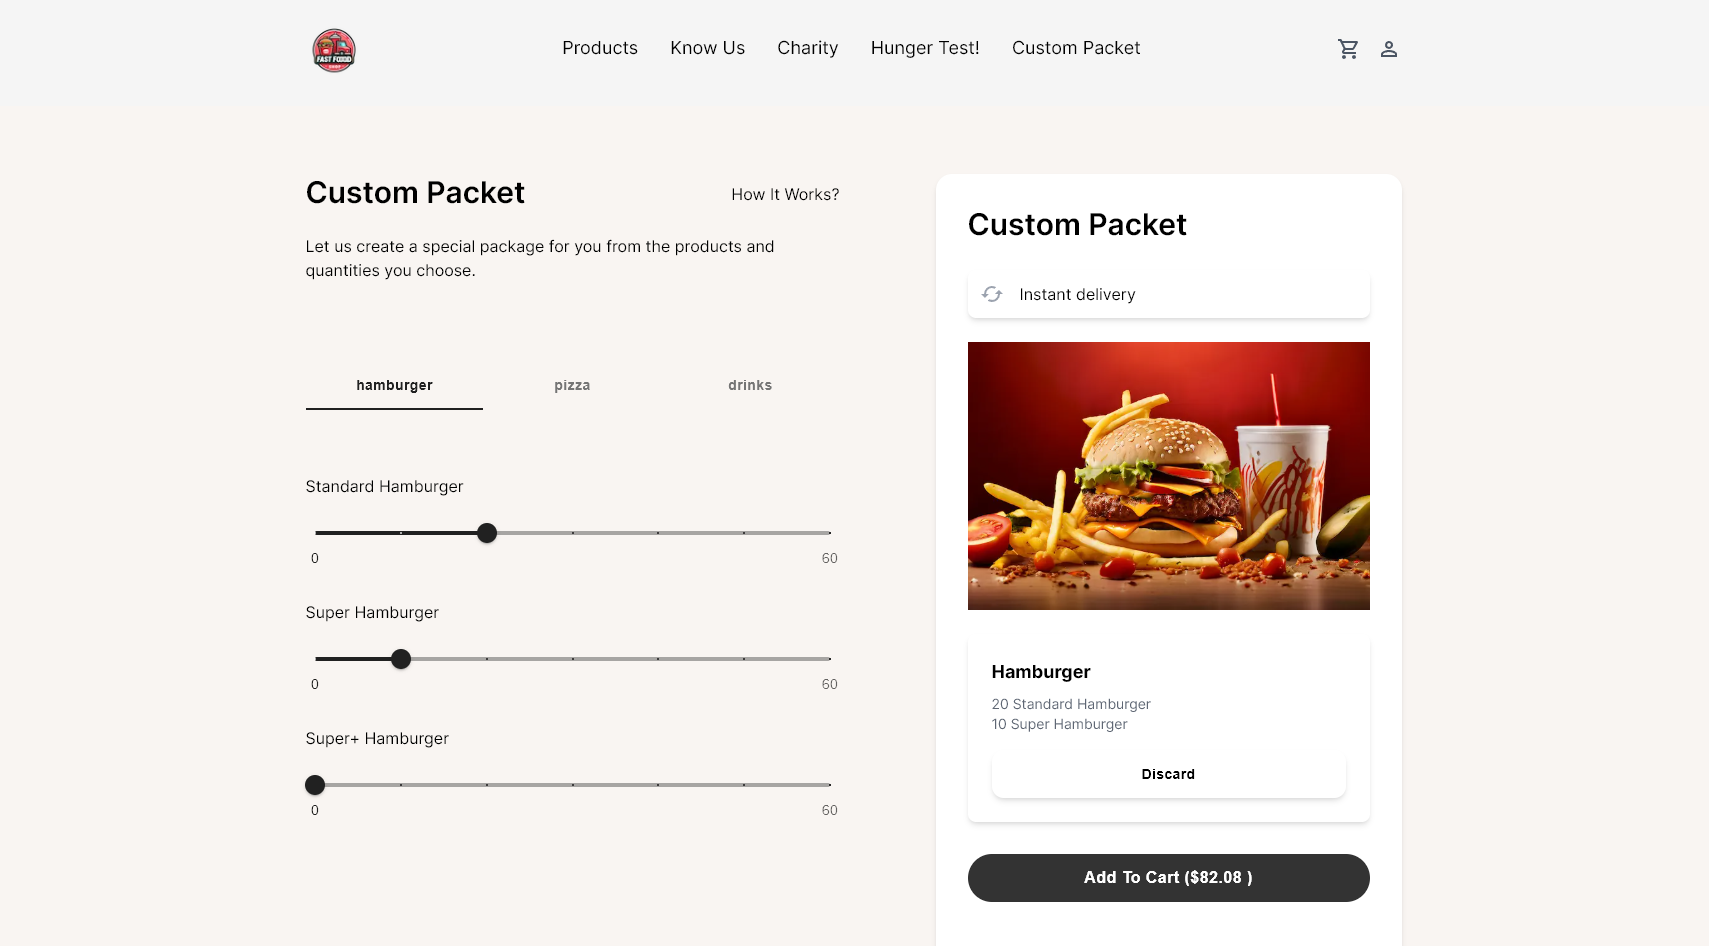 FAST FOOOD
SHOP
Products
Know Us
Charity
Hunger Test!
Custom Packet
Custom Packet
How It Works?
Let us create a special package for you from the products and
quantities you choose.
hamburger
pizza
drinks
Standard Hamburger
0
60
Super Hamburger
0
60
Super+ Hamburger
0
60
Custom Packet
Instant delivery
Hamburger
20 Standard Hamburger
10 Super Hamburger
Discard
Add To Cart ($82.08 )